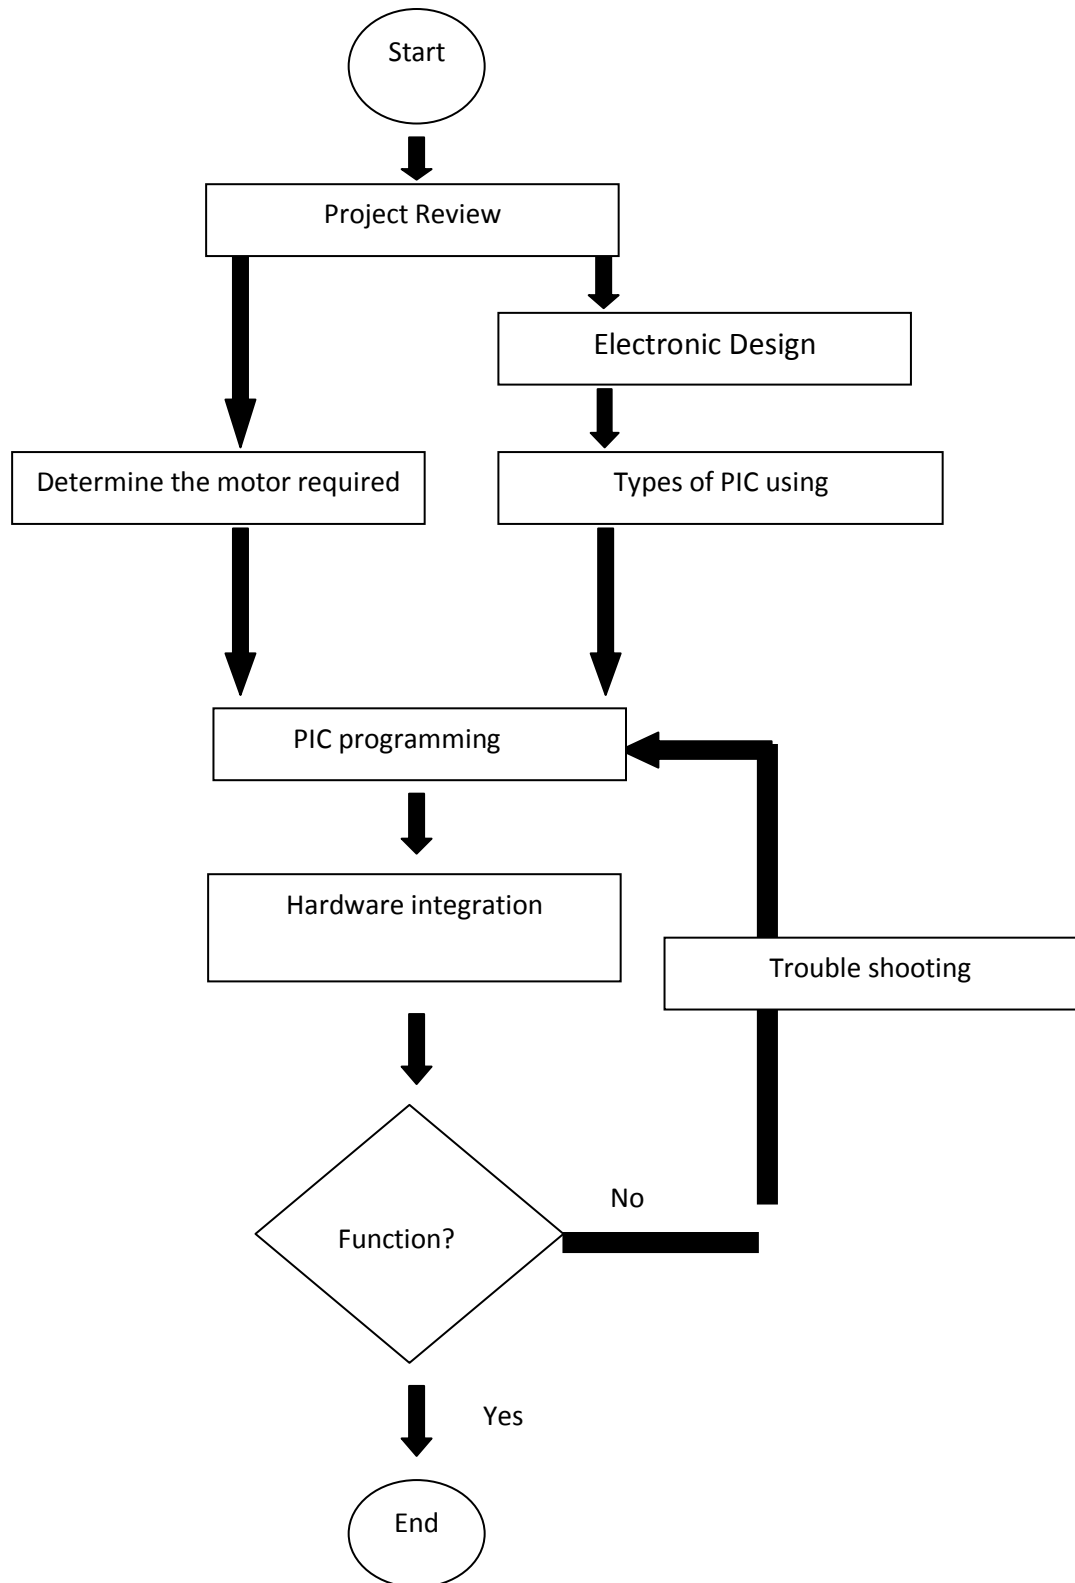 Start
Project Review
Electronic Design
Determine the motor required
Types of PIC using
PIC programming
Hardware integration
Trouble shooting
No
Function?
Yes
End